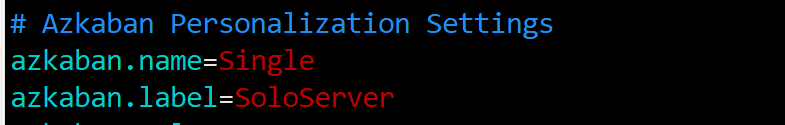 # Azkaban Personalization Settings
azkaban.name=Single
azkaban.label=SoloServer